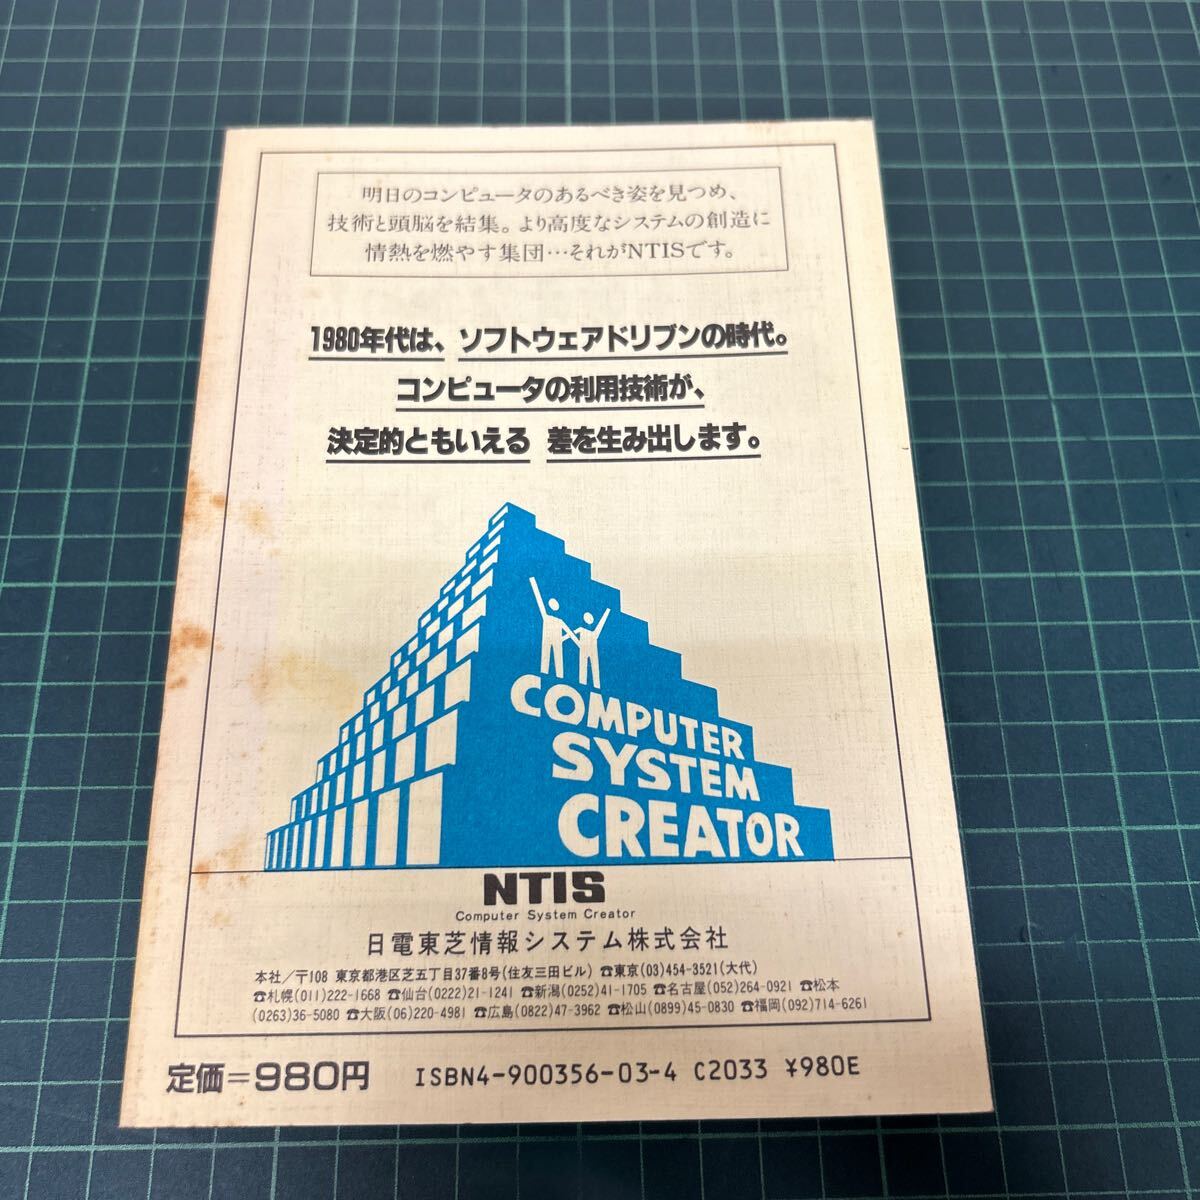 明日のコンピュータのあるべき姿を見つめ、
技術と頭脳を結集。より高度なシステムの創造に
情熱を燃やす集団…それがNTISです。
1980年代は、ソフトウェアドリブンの時代。
コンピュータの利用技術が、
決定的ともいえる 差を生み出します。
COMPUTER
SYSTEM
CREATOR
NTIS
Computer System Creator
日電東芝情報システム株式会社
本社/〒108 東京都港区芝五丁目37番8号(住友三田ビル) ☎東京(03)454-3521(大代)
☎札幌(011)222-1668 ☎仙台(0222)21-1241 ☎新潟(0252)41-1705 ☎名古屋(052)264-0921 ☎松本
(0263)36-5080 ☎大阪(06)220-4981 ☎広島(0822)47-3962 ☎松山(0899)45-0830 ☎福岡(092)714-6261
定価=980円 ISBN4-900356-03-4 C2033 ¥980E